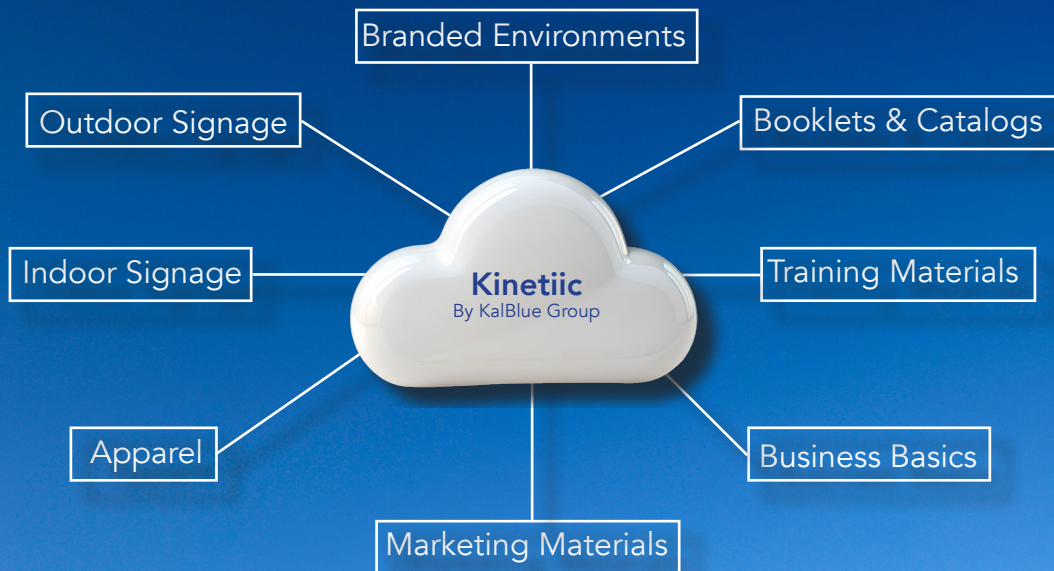 Branded Environments
Outdoor Signage
Booklets & Catalogs
Indoor Signage
Kinetiic
By KalBlue Group
Training Materials
Apparel
Business Basics
Marketing Materials